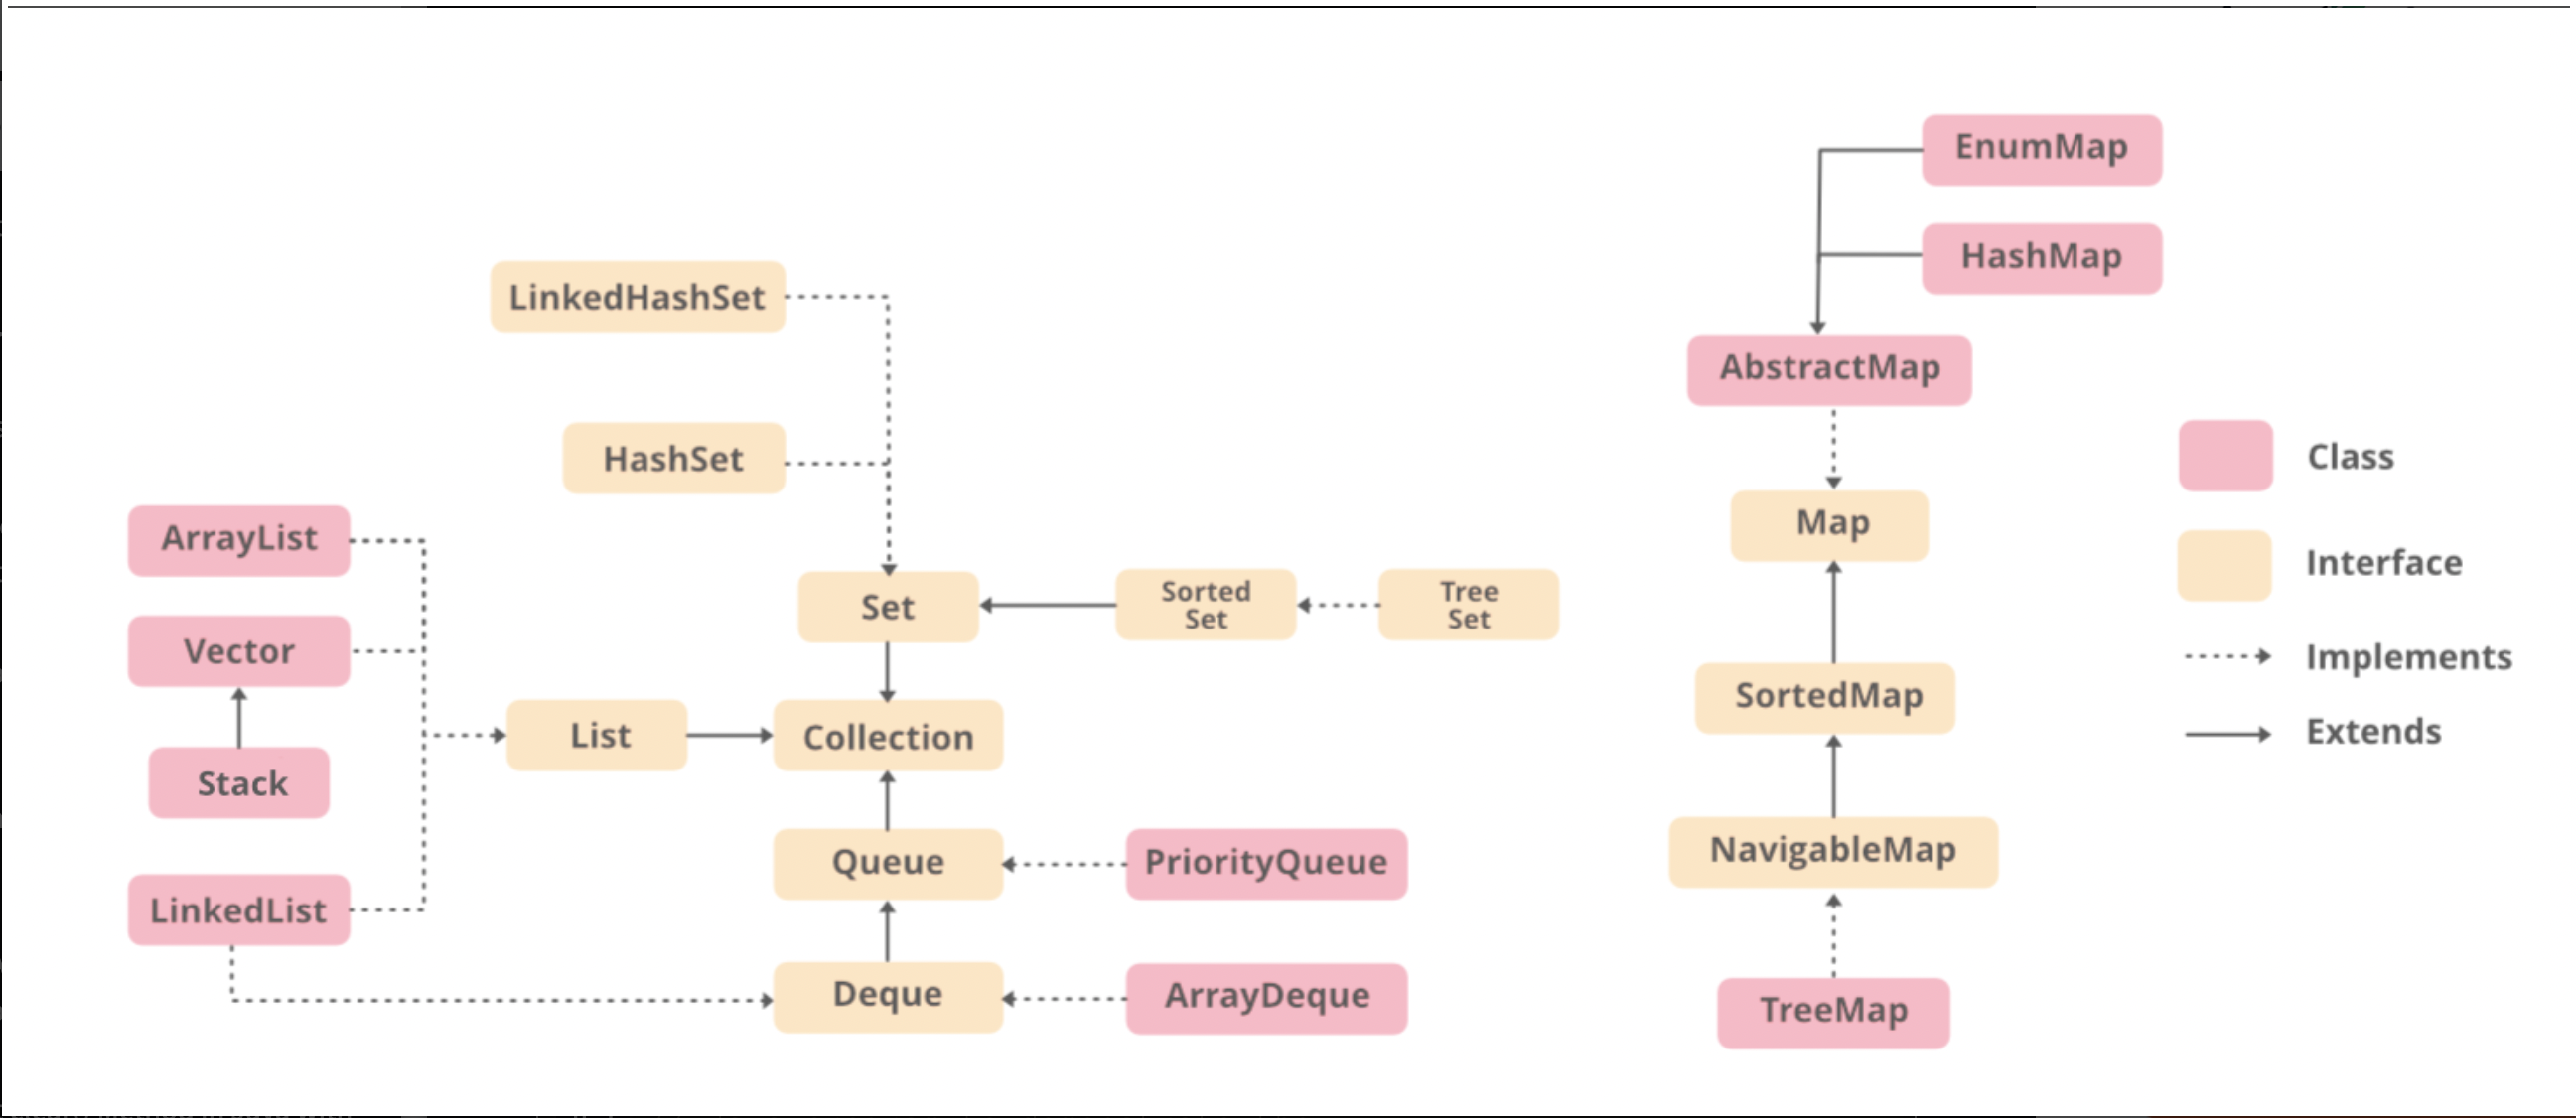 EnumMap
HashMap
LinkedHashSet
AbstractMap
HashSet
Class
Map
ArrayList
Interface
Set
Sorted
Set
Tree
Set
Vector
Implements
SortedMap
List
Collection
Extends
Stack
Queue
PriorityQueue
NavigableMap
LinkedList
Deque
ArrayDeque
TreeMap